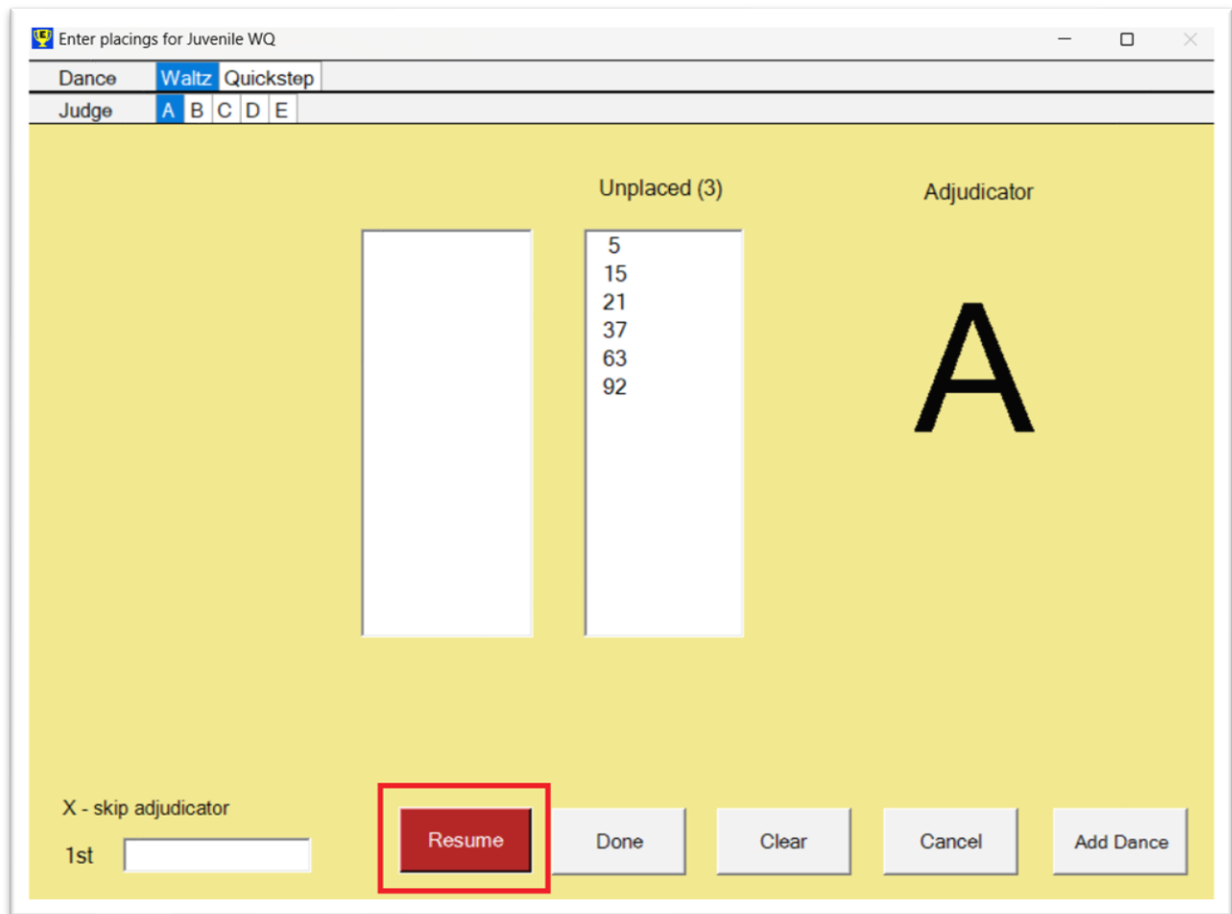 Enter placings for Juvenile WQ
Dance Waltz Quickstep
Judge A B C D E
Unplaced (3) Adjudicator
5
15
21
37
63
92
A
X - skip adjudicator
1st Resume Done Clear Cancel Add Dance